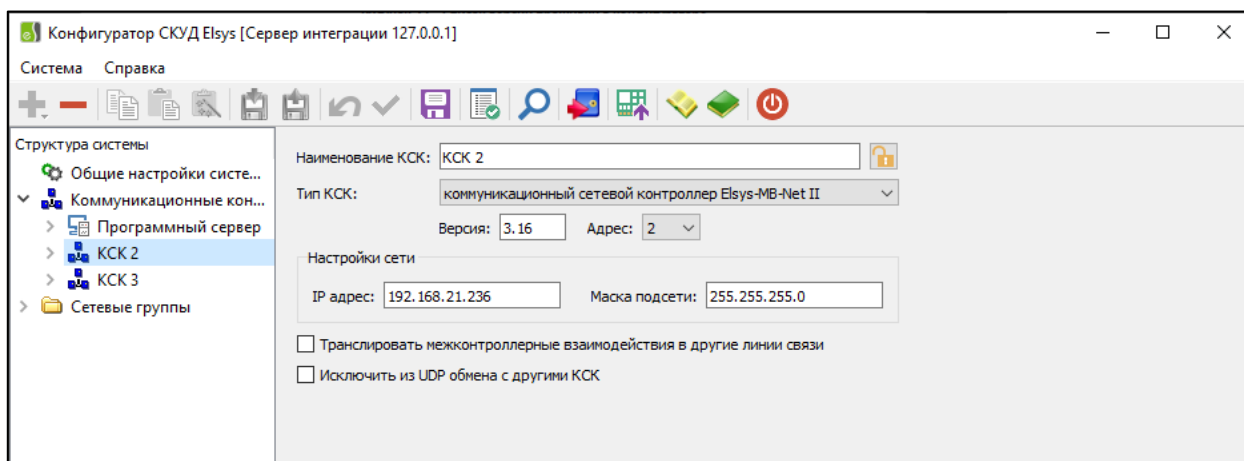 Конфигуратор СКУД Elsys [Сервер интеграции 127.0.0.1]
Система Справка
Структура системы
Общие настройки систе...
Коммуникационные кон...
Программный сервер
КСК 2
КСК 3
Сетевые группы
Наименование КСК: КСК 2
Тип КСК: коммуникационный сетевой контроллер Elsys-MB-Net II
Версия: 3.16 Адрес: 2
Настройки сети
IP адрес: 192.168.21.236 Маска подсети: 255.255.255.0
Транслировать межконтроллерные взаимодействия в другие линии связи
Исключить из UDP обмена с другими КСК